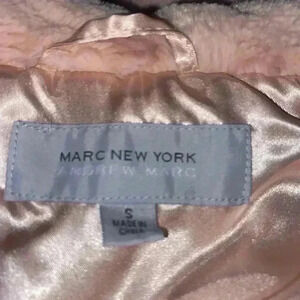 MARC NEW YORK
ANDREW MARC
S
MADE IN
CHINA